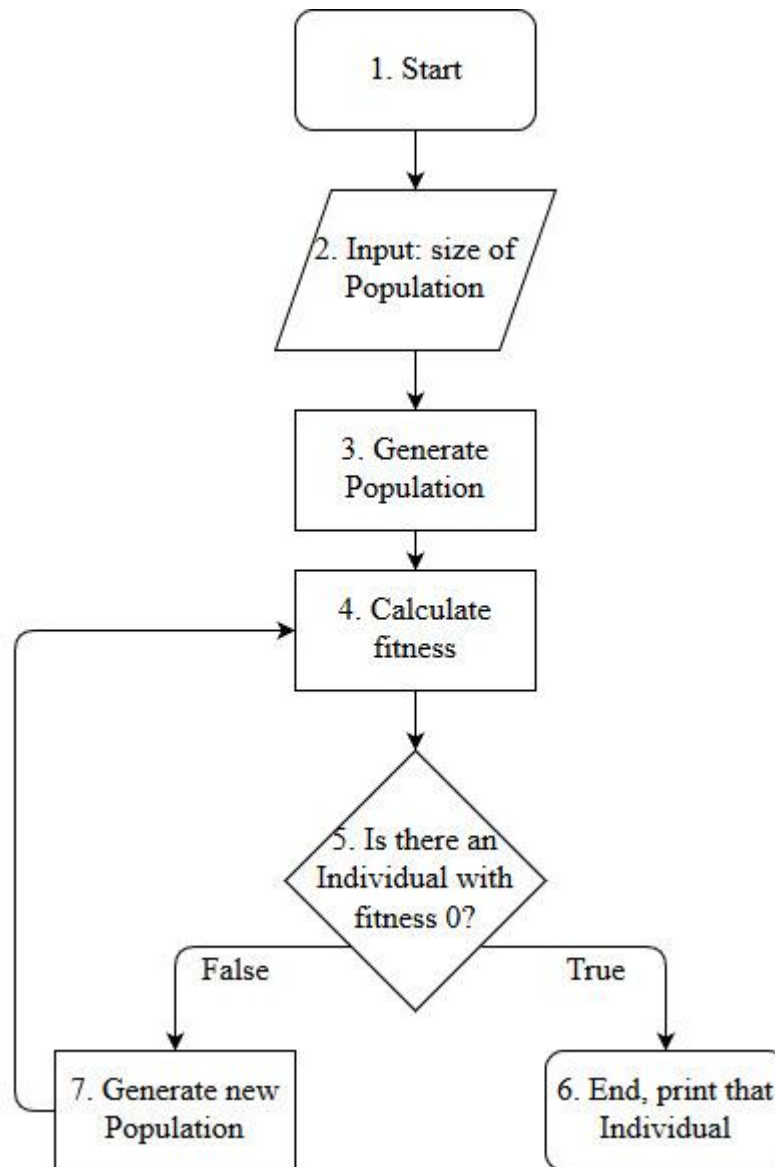 1. Start
2. Input: size of
Population
3. Generate
Population
4. Calculate
fitness
5. Is there an
Individual with
fitness 0?
False
True
7. Generate new
Population
6. End, print that
Individual